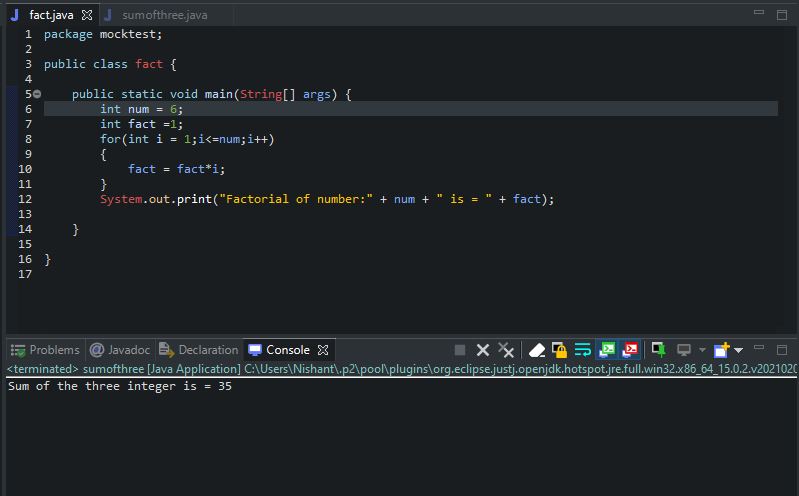 fact.java sumofthree.java
1 package mocktest;
2
3 public class fact {
4
5 public static void main(String[] args) {
6 int num = 6;
7 int fact =1;
8 for(int i = 1;i<=num;i++)
9 {
10 fact = fact*i;
11 }
12 System.out.print("Factorial of number:" + num + " is = " + fact);
13
14 }
15
16 }
17
Problems @ Javadoc Declaration Console
<terminated> sumofthree [Java Application] C:\Users\Nishant\.p2\pool\plugins\org.eclipse.justj.openjdk.hotspot.jre.full.win32.x86_64_15.0.2.v2021020
Sum of the three integer is = 35